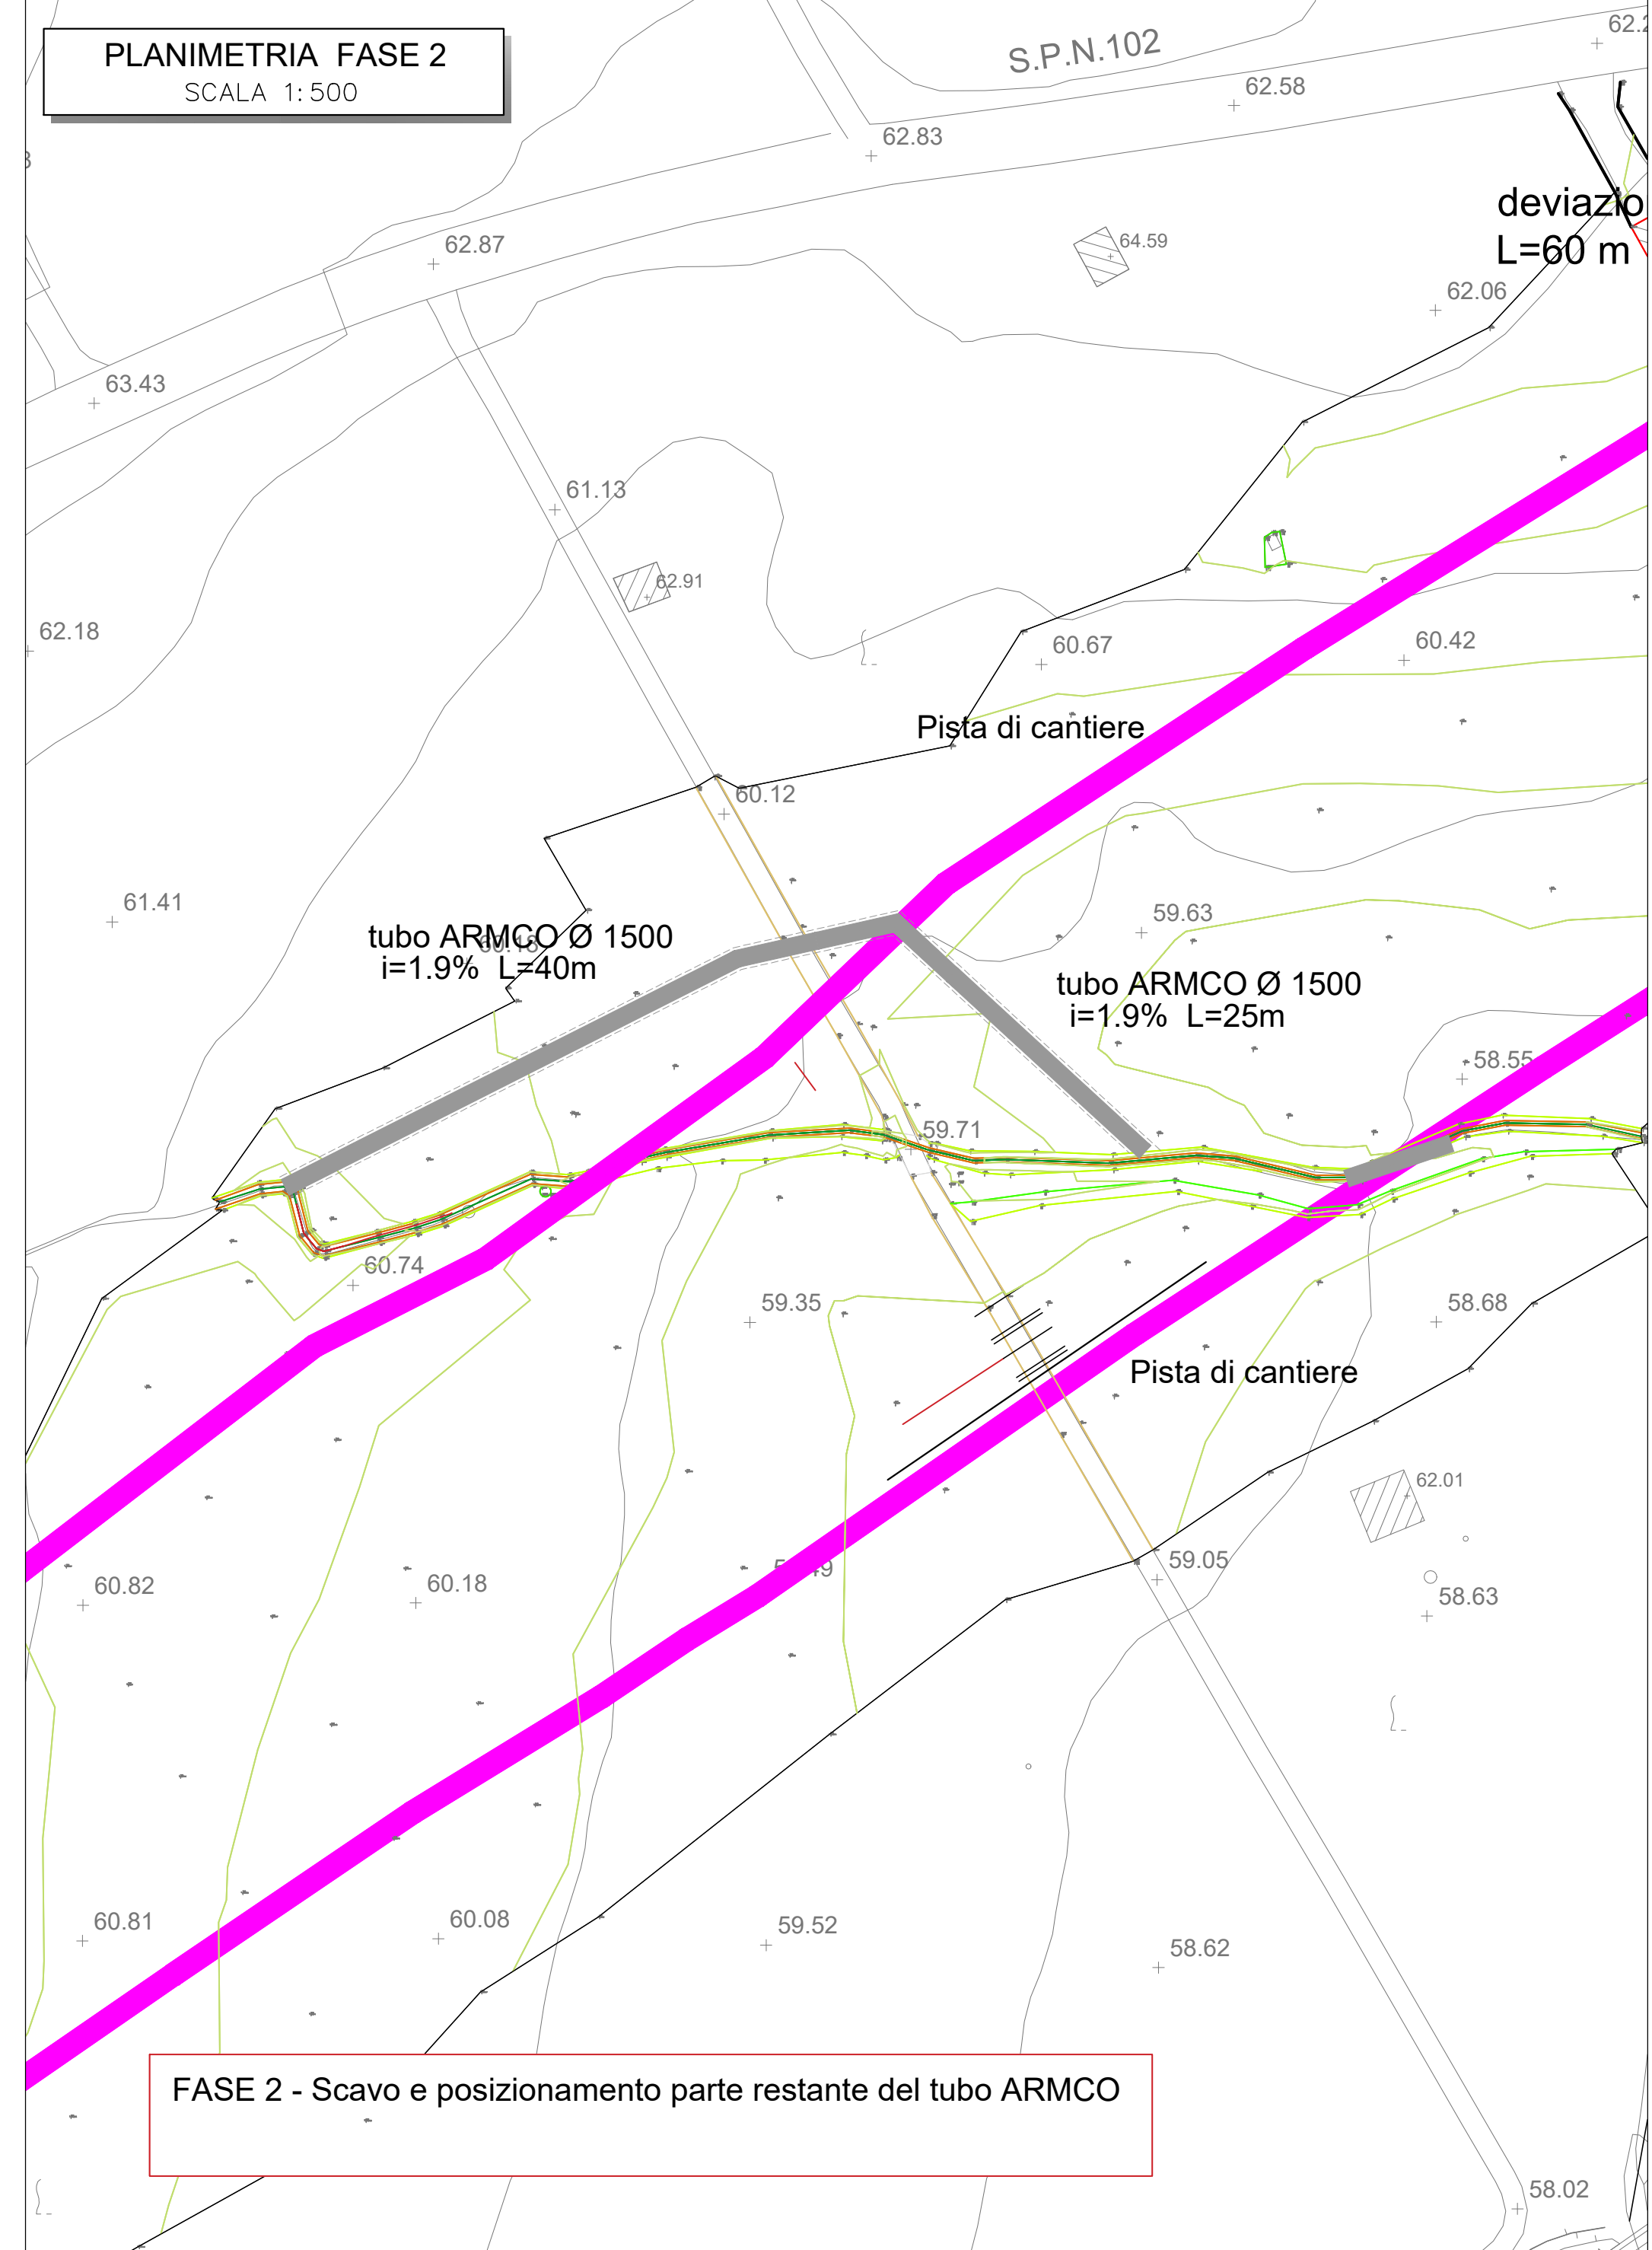 PLANIMETRIA FASE 2
SCALA 1:500
S.P.N.102
62.58
62.83
62.87
64.59
deviazio
L=60 m
62.06
63.43
61.13
62.91
62.18
60.67
60.42
Pista di cantiere
60.12
61.41
59.63
tubo ARMCO Ø 1500
60.18
i=1.9% L=40m
tubo ARMCO Ø 1500
i=1.9% L=25m
58.55
59.71
60.74
59.35
58.68
Pista di cantiere
62.01
59.05
60.82
60.18
58.63
60.81
60.08
59.52
58.62
FASE 2 - Scavo e posizionamento parte restante del tubo ARMCO
58.02